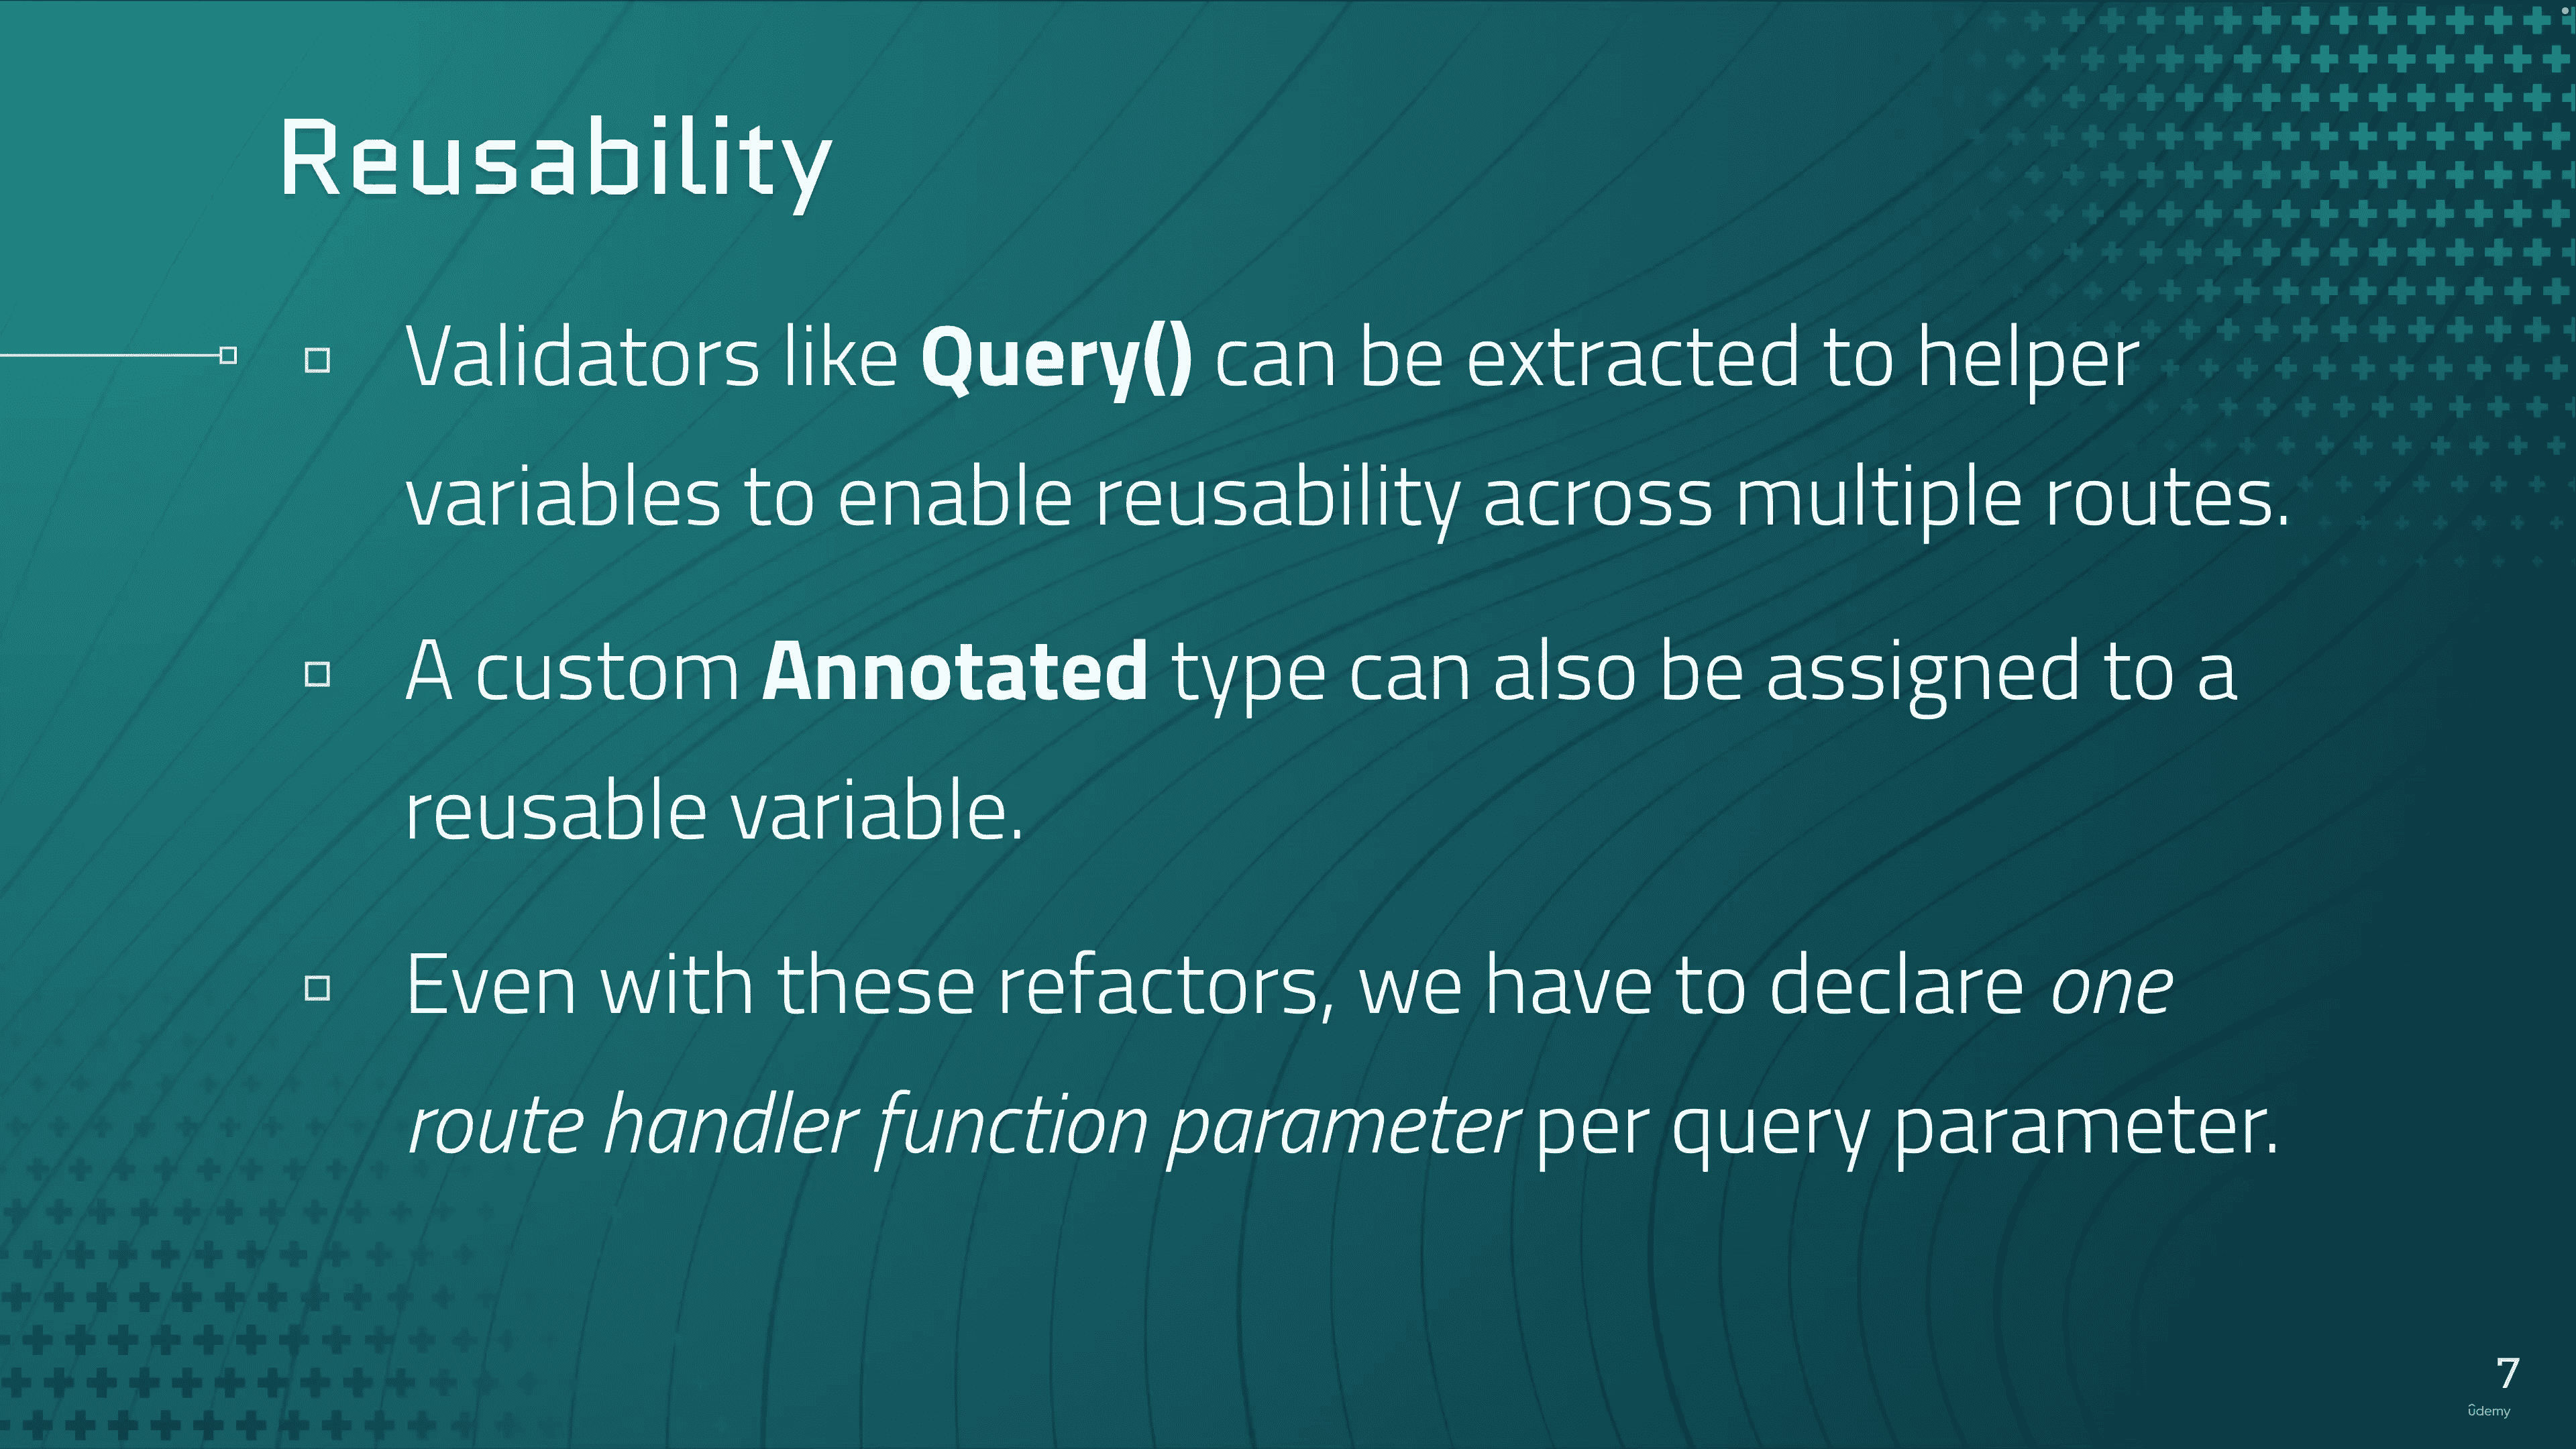 Reusability
Validators like Query() can be extracted to helper
variables to enable reusability across multiple routes.
A custom Annotated type can also be assigned to a
reusable variable.
Even with these refactors, we have to declare one
route handler function parameter per query parameter.
7
ûdemy